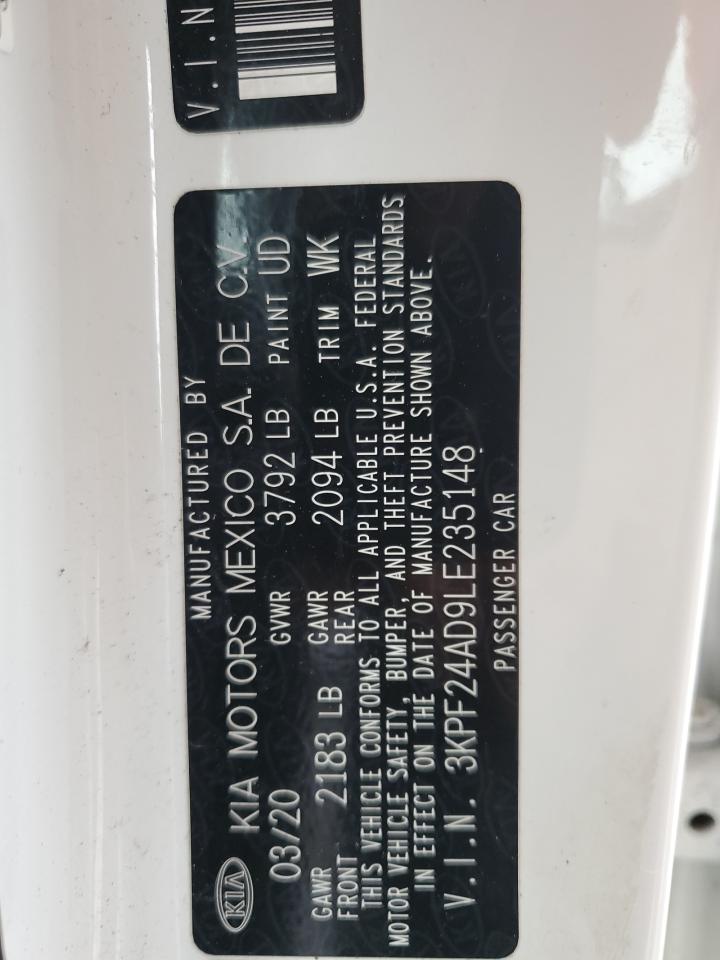 V.I.N
MANUFACTURED BY
KIA KIA MOTORS MEXICO S.A. DE C.V.
03/20 GVWR 3792 LB PAINT UD
GAWR FRONT 2183 LB GAWR REAR 2094 LB TRIM WK
THIS VEHICLE CONFORMS TO ALL APPLICABLE U.S.A. FEDERAL
MOTOR VEHICLE SAFETY, BUMPER, AND THEFT PREVENTION STANDARDS
IN EFFECT ON THE DATE OF MANUFACTURE SHOWN ABOVE.
V.I.N. 3KPF24AD9LE235148
PASSENGER CAR